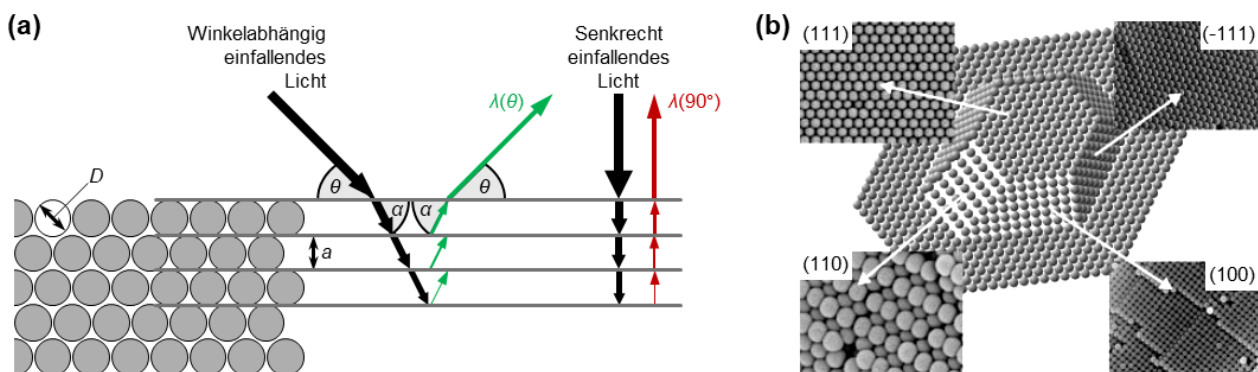 (a)
Winkelabhängig
einfallendes
Licht
Senkrecht
einfallendes
Licht
λ(θ)
λ(90°)
D
θ
θ
α
α
a
(b)
(111)
(-111)
(110)
(100)